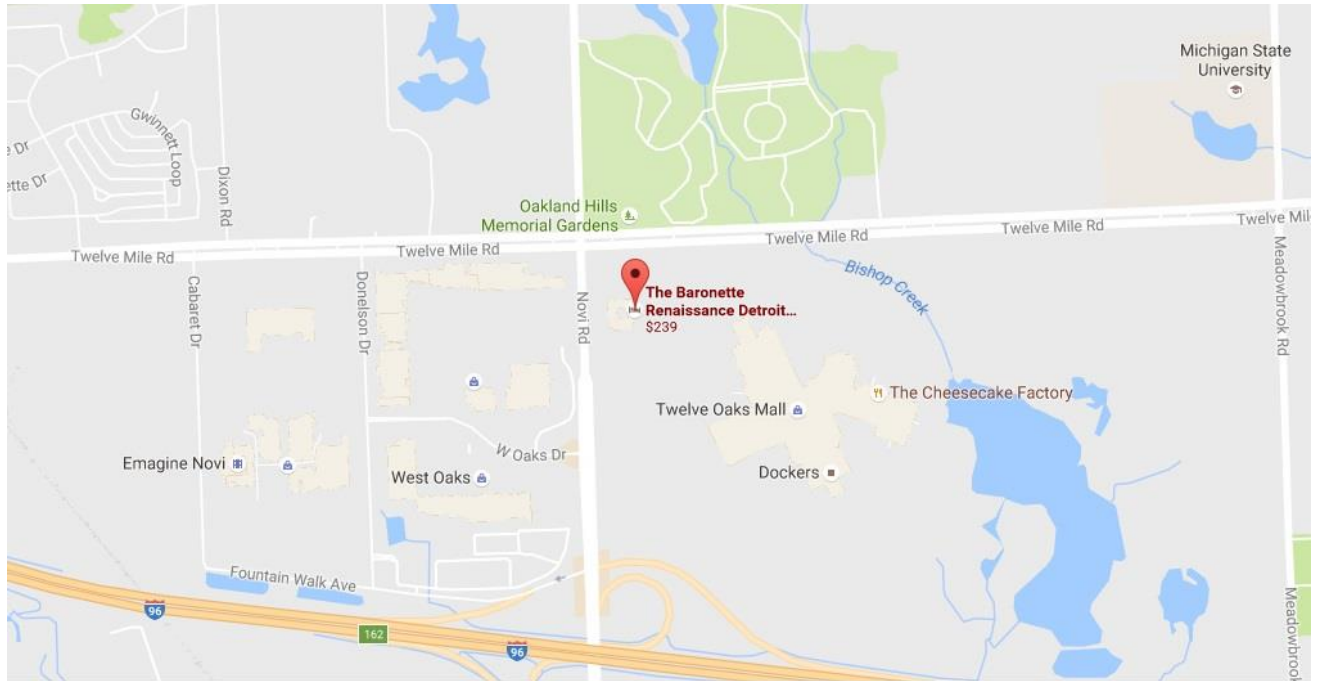 Michigan State
University
Gwinnett Loop
e Dr
ette Dr
Dixon Rd
Oakland Hills
Memorial Gardens
Twelve Mile Rd
Twelve Mile Rd
Twelve Mile Rd
Twelve Mile Rd
Twelve Mil
Cabaret Dr
Donelson Dr
Novi Rd
Bishop Creek
Meadowbrook Rd
The Baronette
Renaissance Detroit...
$239
The Cheesecake Factory
Twelve Oaks Mall
W Oaks Dr
Emagine Novi
West Oaks
Dockers
Fountain Walk Ave
96
162
96
Meadowbrook